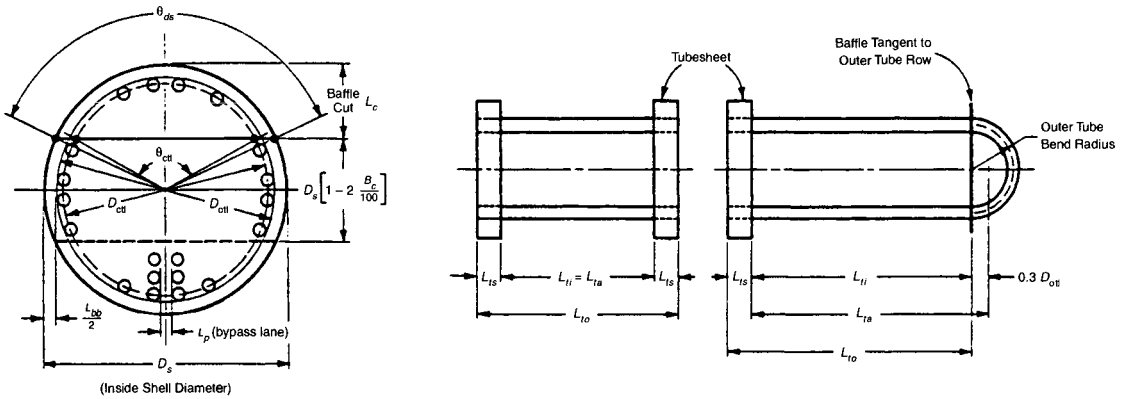 θds
Baffle
Cut Lc
θctl
Ds[1 – 2 Bc/100]
Dctl
Dotl
Lbb/2
Lp (bypass lane)
Ds
(Inside Shell Diameter)
Tubesheet
Baffle Tangent to
Outer Tube Row
Outer Tube
Bend Radius
Lts
Lti = Lta
Lts
Lto
Lts
Lti
0.3 Dotl
Lta
Lto